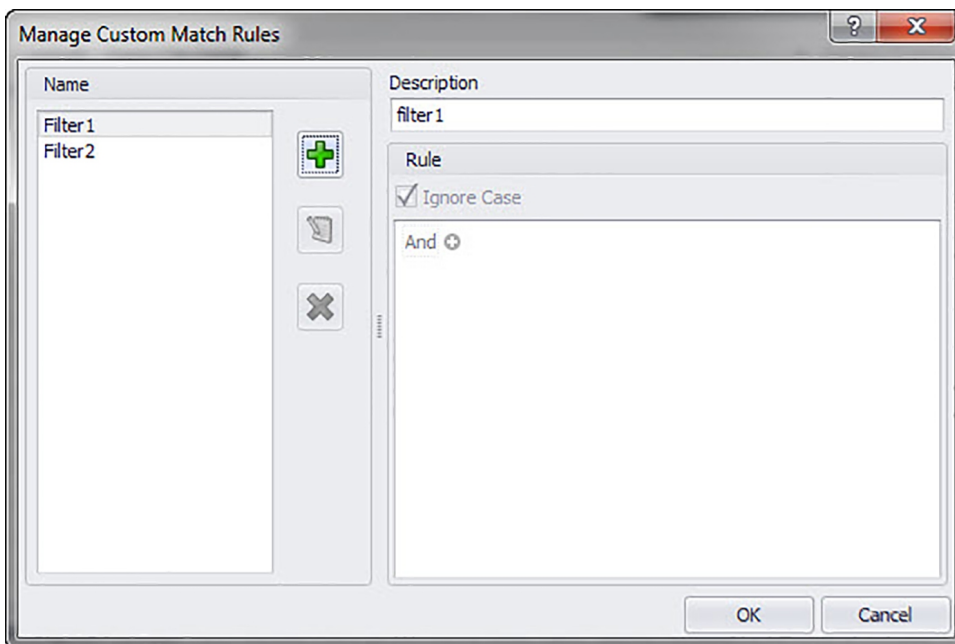 Manage Custom Match Rules
?
Name
Filter1
Filter2
Description
filter1
Rule
Ignore Case
And
OK
Cancel